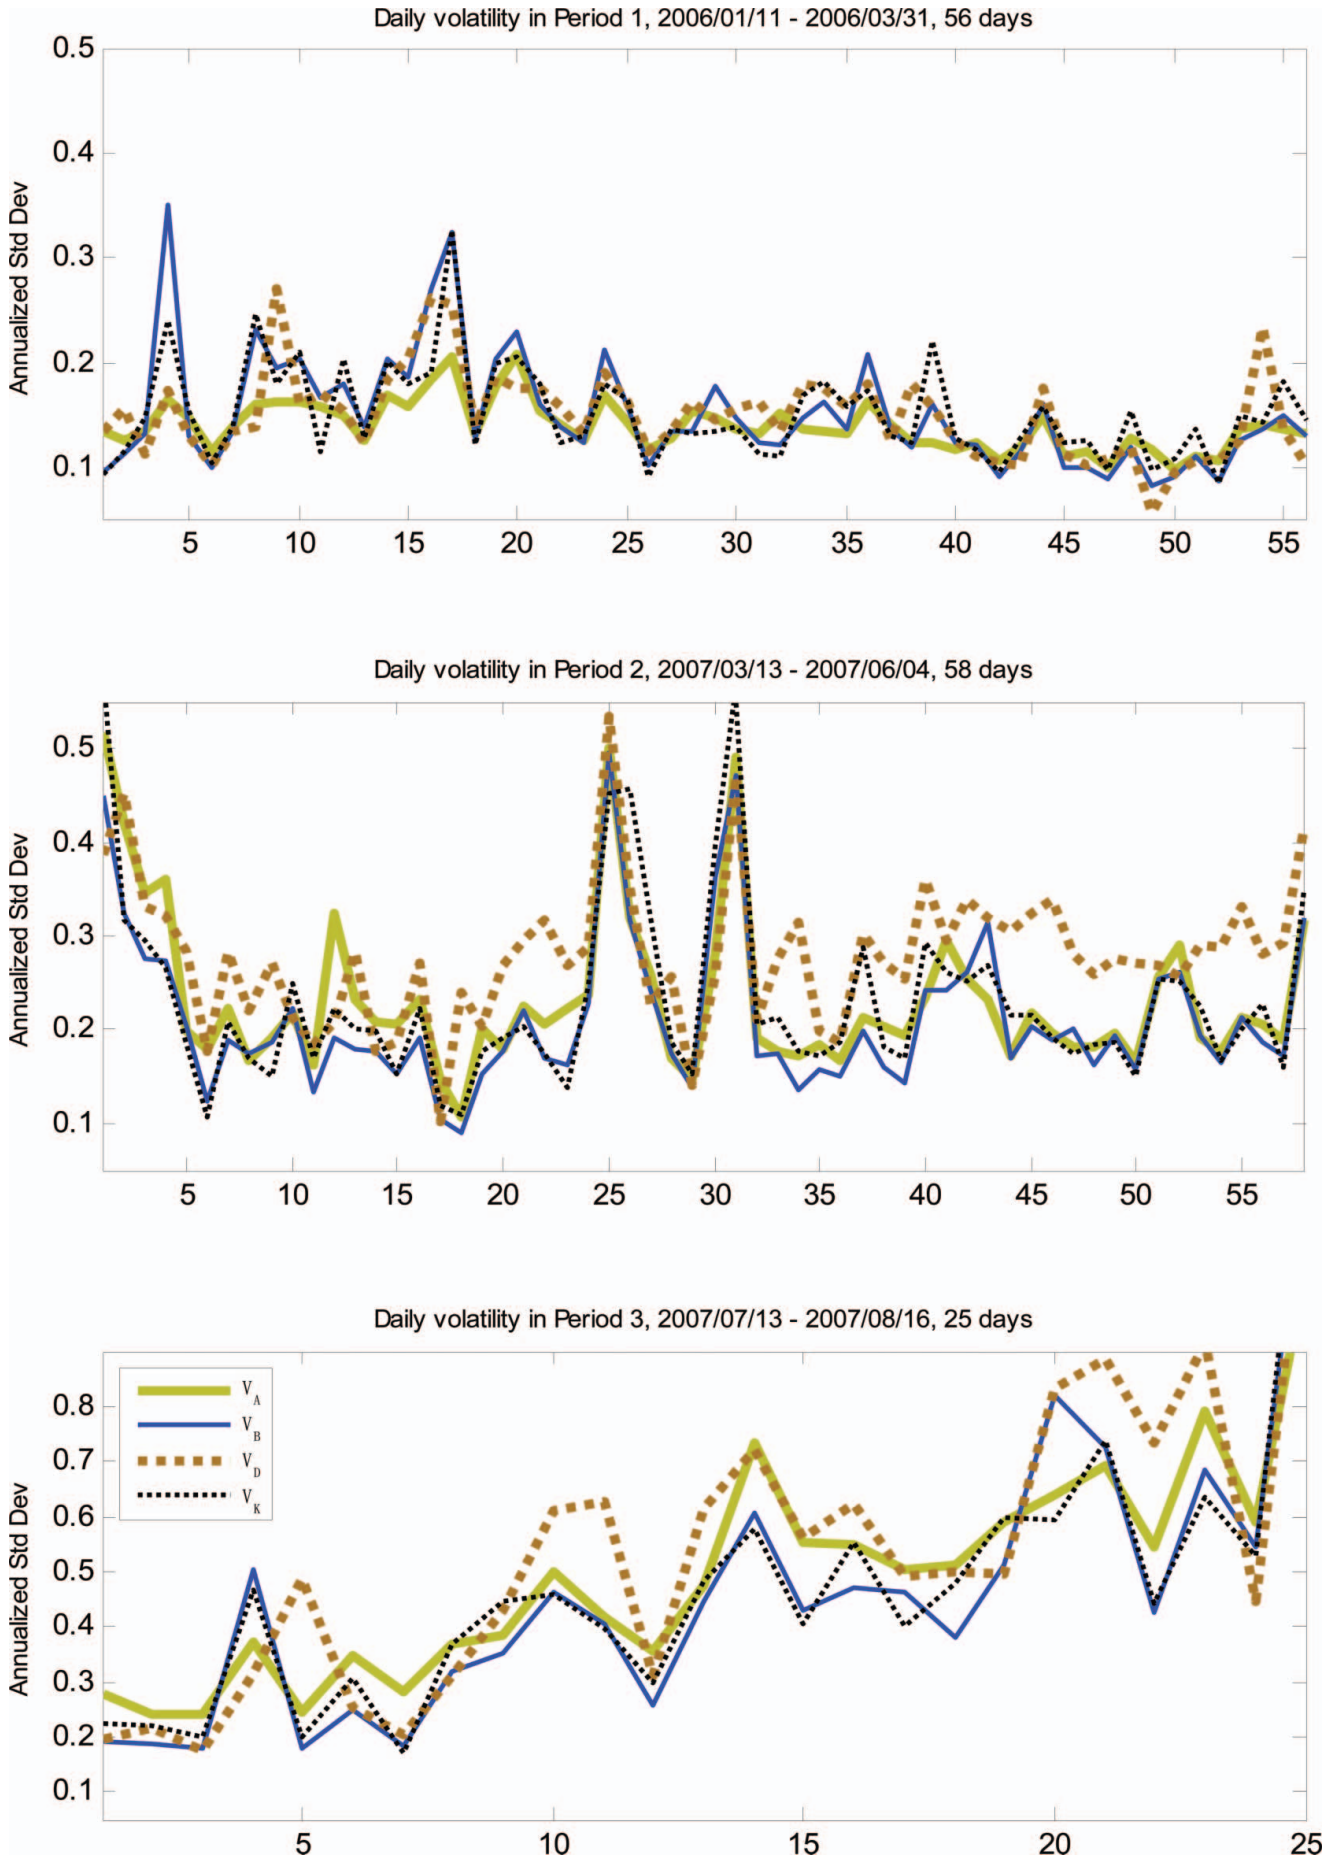 Daily volatility in Period 1, 2006/01/11 - 2006/03/31, 56 days
Annualized Std Dev
0.5
0.4
0.3
0.2
0.1
5 10 15 20 25 30 35 40 45 50 55
Daily volatility in Period 2, 2007/03/13 - 2007/06/04, 58 days
Annualized Std Dev
0.5
0.4
0.3
0.2
0.1
5 10 15 20 25 30 35 40 45 50 55
Daily volatility in Period 3, 2007/07/13 - 2007/08/16, 25 days
Annualized Std Dev
0.8
0.7
0.6
0.5
0.4
0.3
0.2
0.1
V_A
V_B
V_D
V_K
5 10 15 20 25